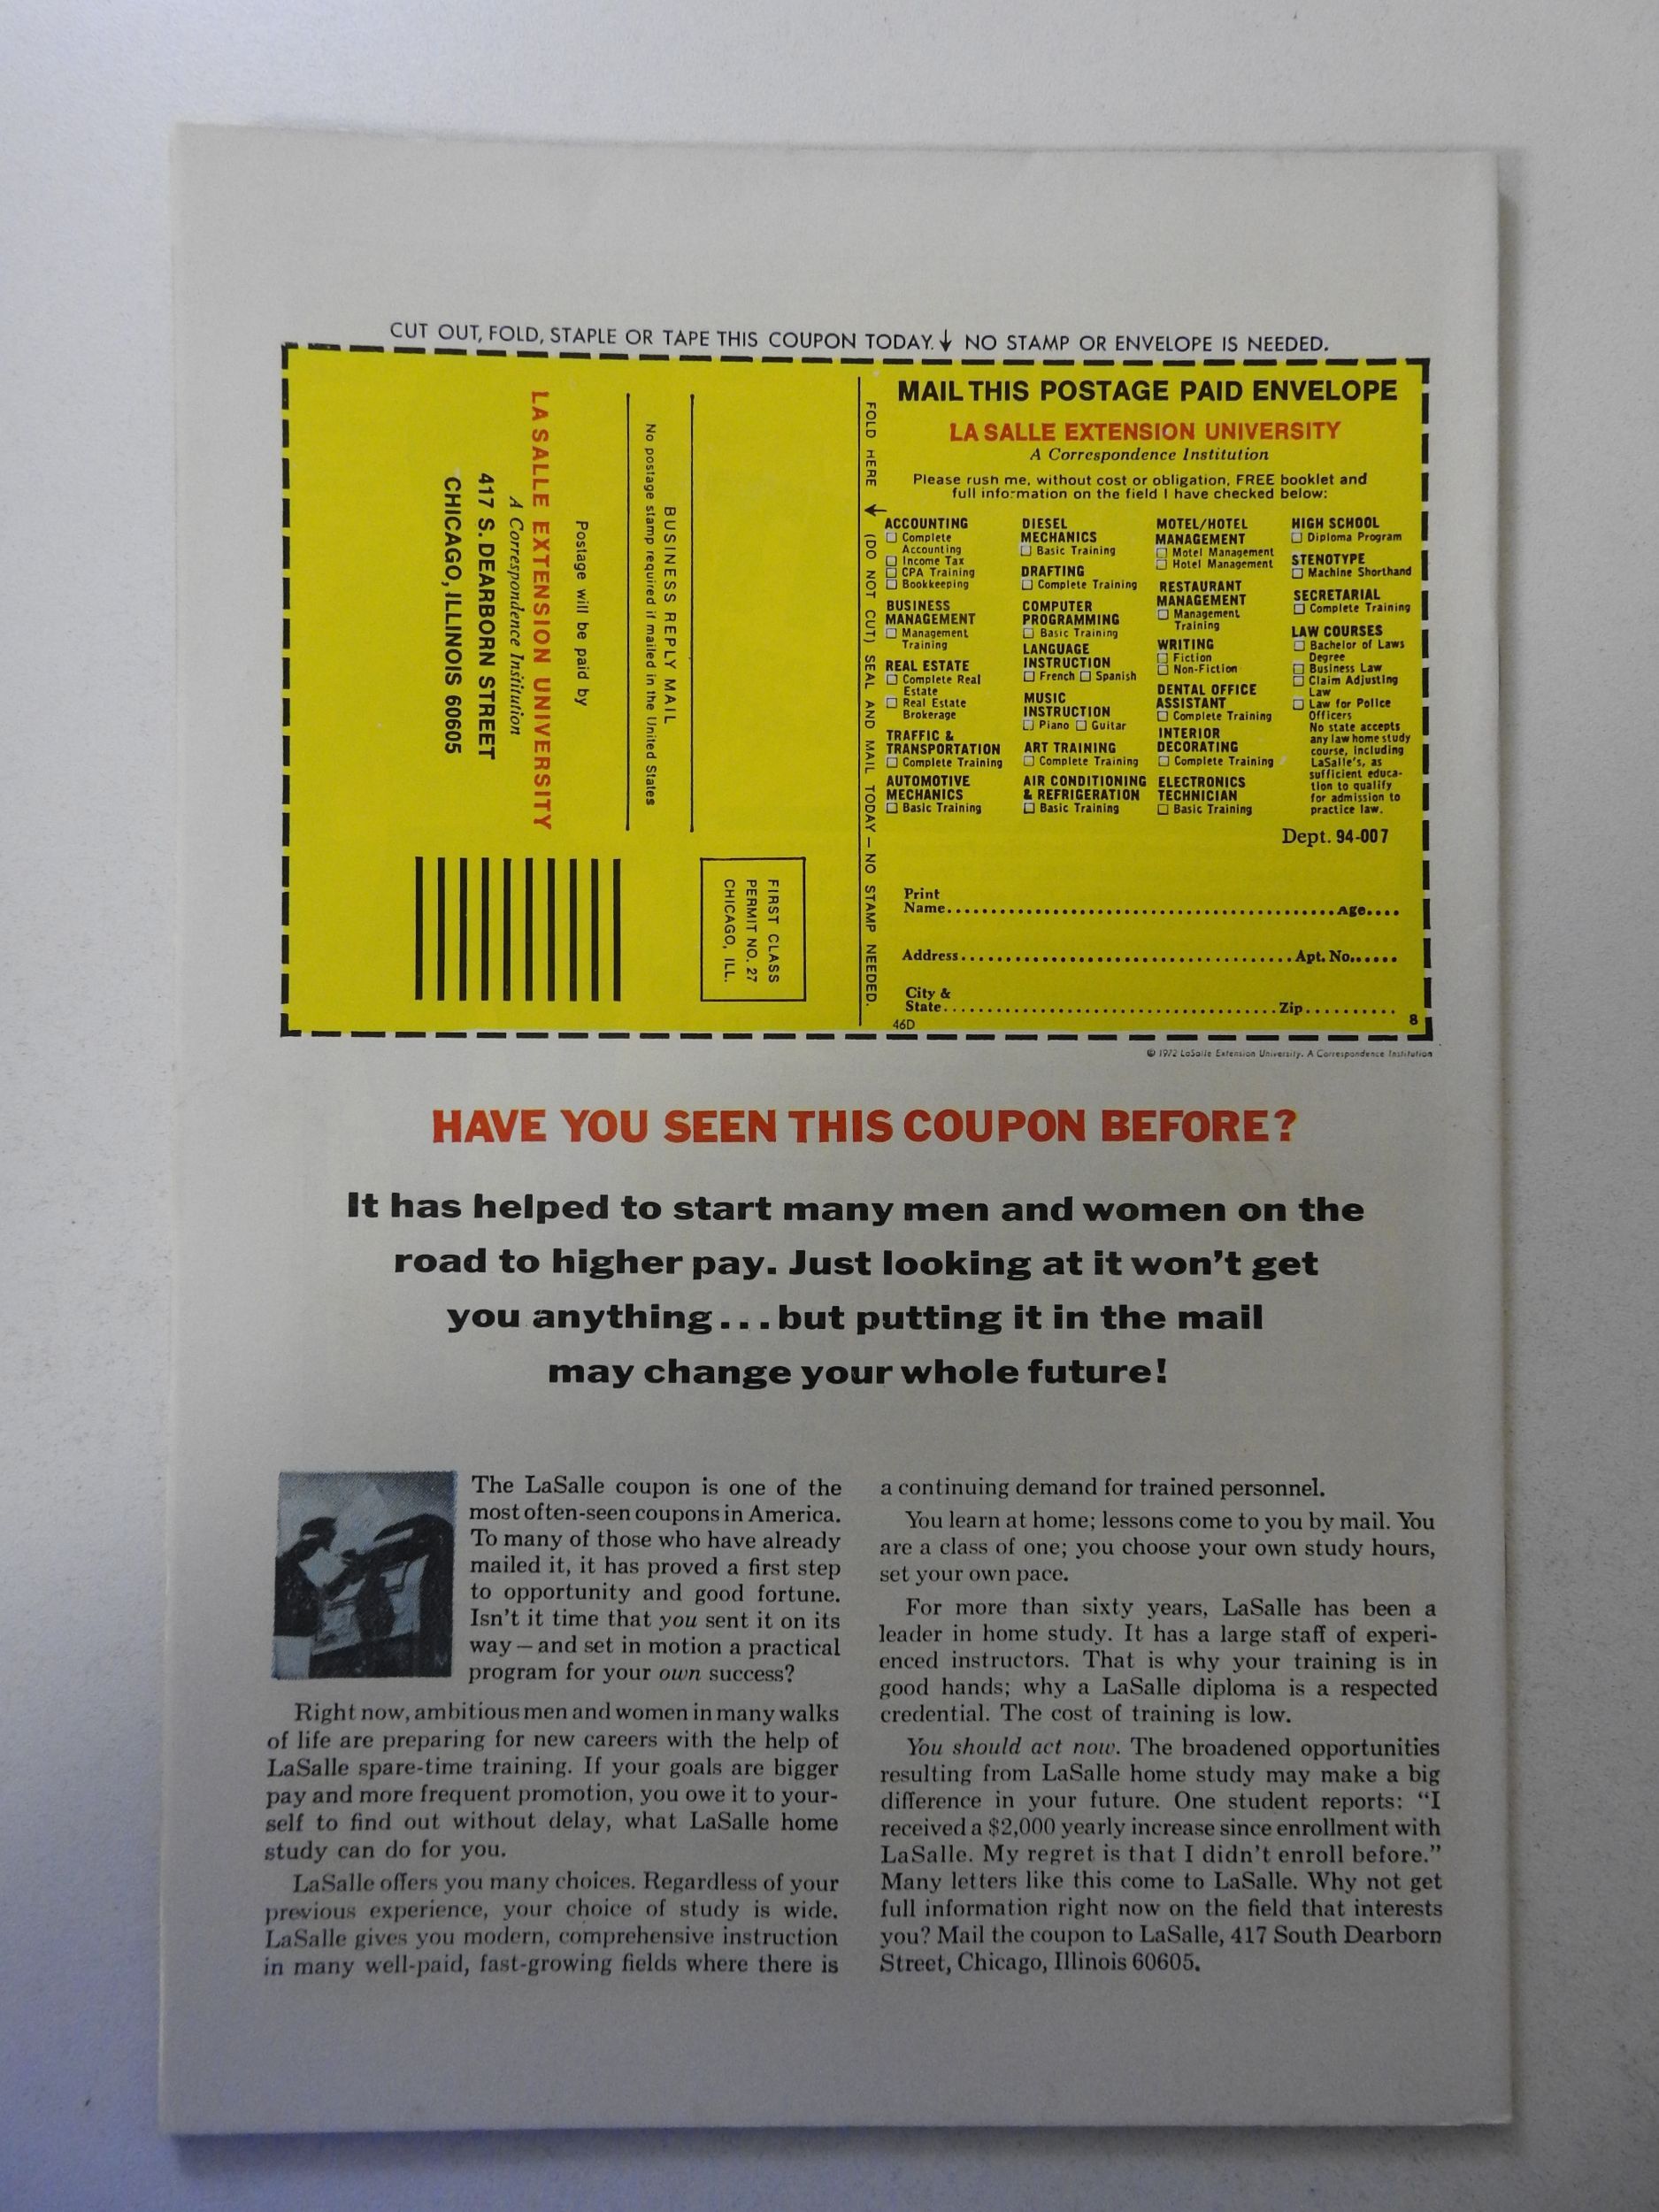 CUT OUT, FOLD, STAPLE OR TAPE THIS COUPON TODAY.↓ NO STAMP OR ENVELOPE IS NEEDED.
BUSINESS REPLY MAIL
No postage stamp required if mailed in the United States
Postage will be paid by
LA SALLE EXTENSION UNIVERSITY
A Correspondence Institution
417 S. DEARBORN STREET
CHICAGO, ILLINOIS 60605
FIRST CLASS
PERMIT NO. 27
CHICAGO, ILL.
FOLD HERE ↓ (DO NOT CUT) SEAL AND MAIL TODAY — NO STAMP NEEDED.
MAIL THIS POSTAGE PAID ENVELOPE
LA SALLE EXTENSION UNIVERSITY
A Correspondence Institution
Please rush me, without cost or obligation, FREE booklet and
full information on the field I have checked below:
ACCOUNTING
☐ Complete
Accounting
☐ Income Tax
☐ CPA Training
☐ Bookkeeping
BUSINESS
MANAGEMENT
☐ Management
Training
REAL ESTATE
☐ Complete Real
Estate
☐ Real Estate
Brokerage
TRAFFIC &
TRANSPORTATION
☐ Complete Training
AUTOMOTIVE
MECHANICS
☐ Basic Training
DIESEL
MECHANICS
☐ Basic Training
DRAFTING
☐ Complete Training
COMPUTER
PROGRAMMING
☐ Basic Training
LANGUAGE
INSTRUCTION
☐ French ☐ Spanish
MUSIC
INSTRUCTION
☐ Piano ☐ Guitar
ART TRAINING
☐ Complete Training
AIR CONDITIONING
& REFRIGERATION
☐ Basic Training
MOTEL/HOTEL
MANAGEMENT
☐ Motel Management
☐ Hotel Management
RESTAURANT
MANAGEMENT
☐ Management
Training
WRITING
☐ Fiction
☐ Non-Fiction
DENTAL OFFICE
ASSISTANT
☐ Complete Training
INTERIOR
DECORATING
☐ Complete Training
ELECTRONICS
TECHNICIAN
☐ Basic Training
HIGH SCHOOL
☐ Diploma Program
STENOTYPE
☐ Machine Shorthand
SECRETARIAL
☐ Complete Training
LAW COURSES
☐ Bachelor of Laws
Degree
☐ Business Law
☐ Claim Adjusting
Law
☐ Law for Police
Officers
No state accepts
any law home study
course, including
LaSalle's, as
sufficient educa-
tion to qualify
for admission to
practice law.
Dept. 94-007
Print
Name.......... Age....
Address.......... Apt. No......
City &
State.......... Zip..........
46D 8
© 1972 LaSalle Extension University. A Correspondence Institution
HAVE YOU SEEN THIS COUPON BEFORE?
It has helped to start many men and women on the
road to higher pay. Just looking at it won't get
you anything...but putting it in the mail
may change your whole future!
The LaSalle coupon is one of the
most often-seen coupons in America.
To many of those who have already
mailed it, it has proved a first step
to opportunity and good fortune.
Isn't it time that you sent it on its
way—and set in motion a practical
program for your own success?
Right now, ambitious men and women in many walks
of life are preparing for new careers with the help of
LaSalle spare-time training. If your goals are bigger
pay and more frequent promotion, you owe it to your-
self to find out without delay, what LaSalle home
study can do for you.
LaSalle offers you many choices. Regardless of your
previous experience, your choice of study is wide.
LaSalle gives you modern, comprehensive instruction
in many well-paid, fast-growing fields where there is
a continuing demand for trained personnel.
You learn at home; lessons come to you by mail. You
are a class of one; you choose your own study hours,
set your own pace.
For more than sixty years, LaSalle has been a
leader in home study. It has a large staff of experi-
enced instructors. That is why your training is in
good hands; why a LaSalle diploma is a respected
credential. The cost of training is low.
You should act now. The broadened opportunities
resulting from LaSalle home study may make a big
difference in your future. One student reports: “I
received a $2,000 yearly increase since enrollment with
LaSalle. My regret is that I didn't enroll before.”
Many letters like this come to LaSalle. Why not get
full information right now on the field that interests
you? Mail the coupon to LaSalle, 417 South Dearborn
Street, Chicago, Illinois 60605.